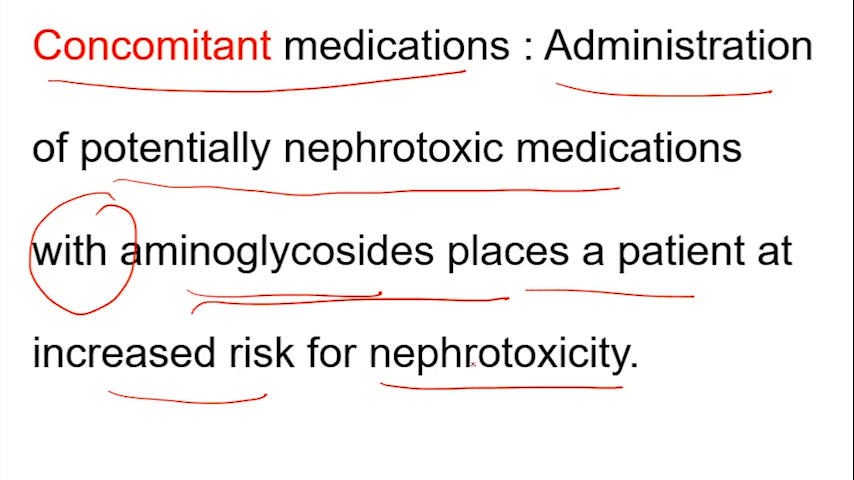 Concomitant medications : Administration
of potentially nephrotoxic medications
with aminoglycosides places a patient at
increased risk for nephrotoxicity.